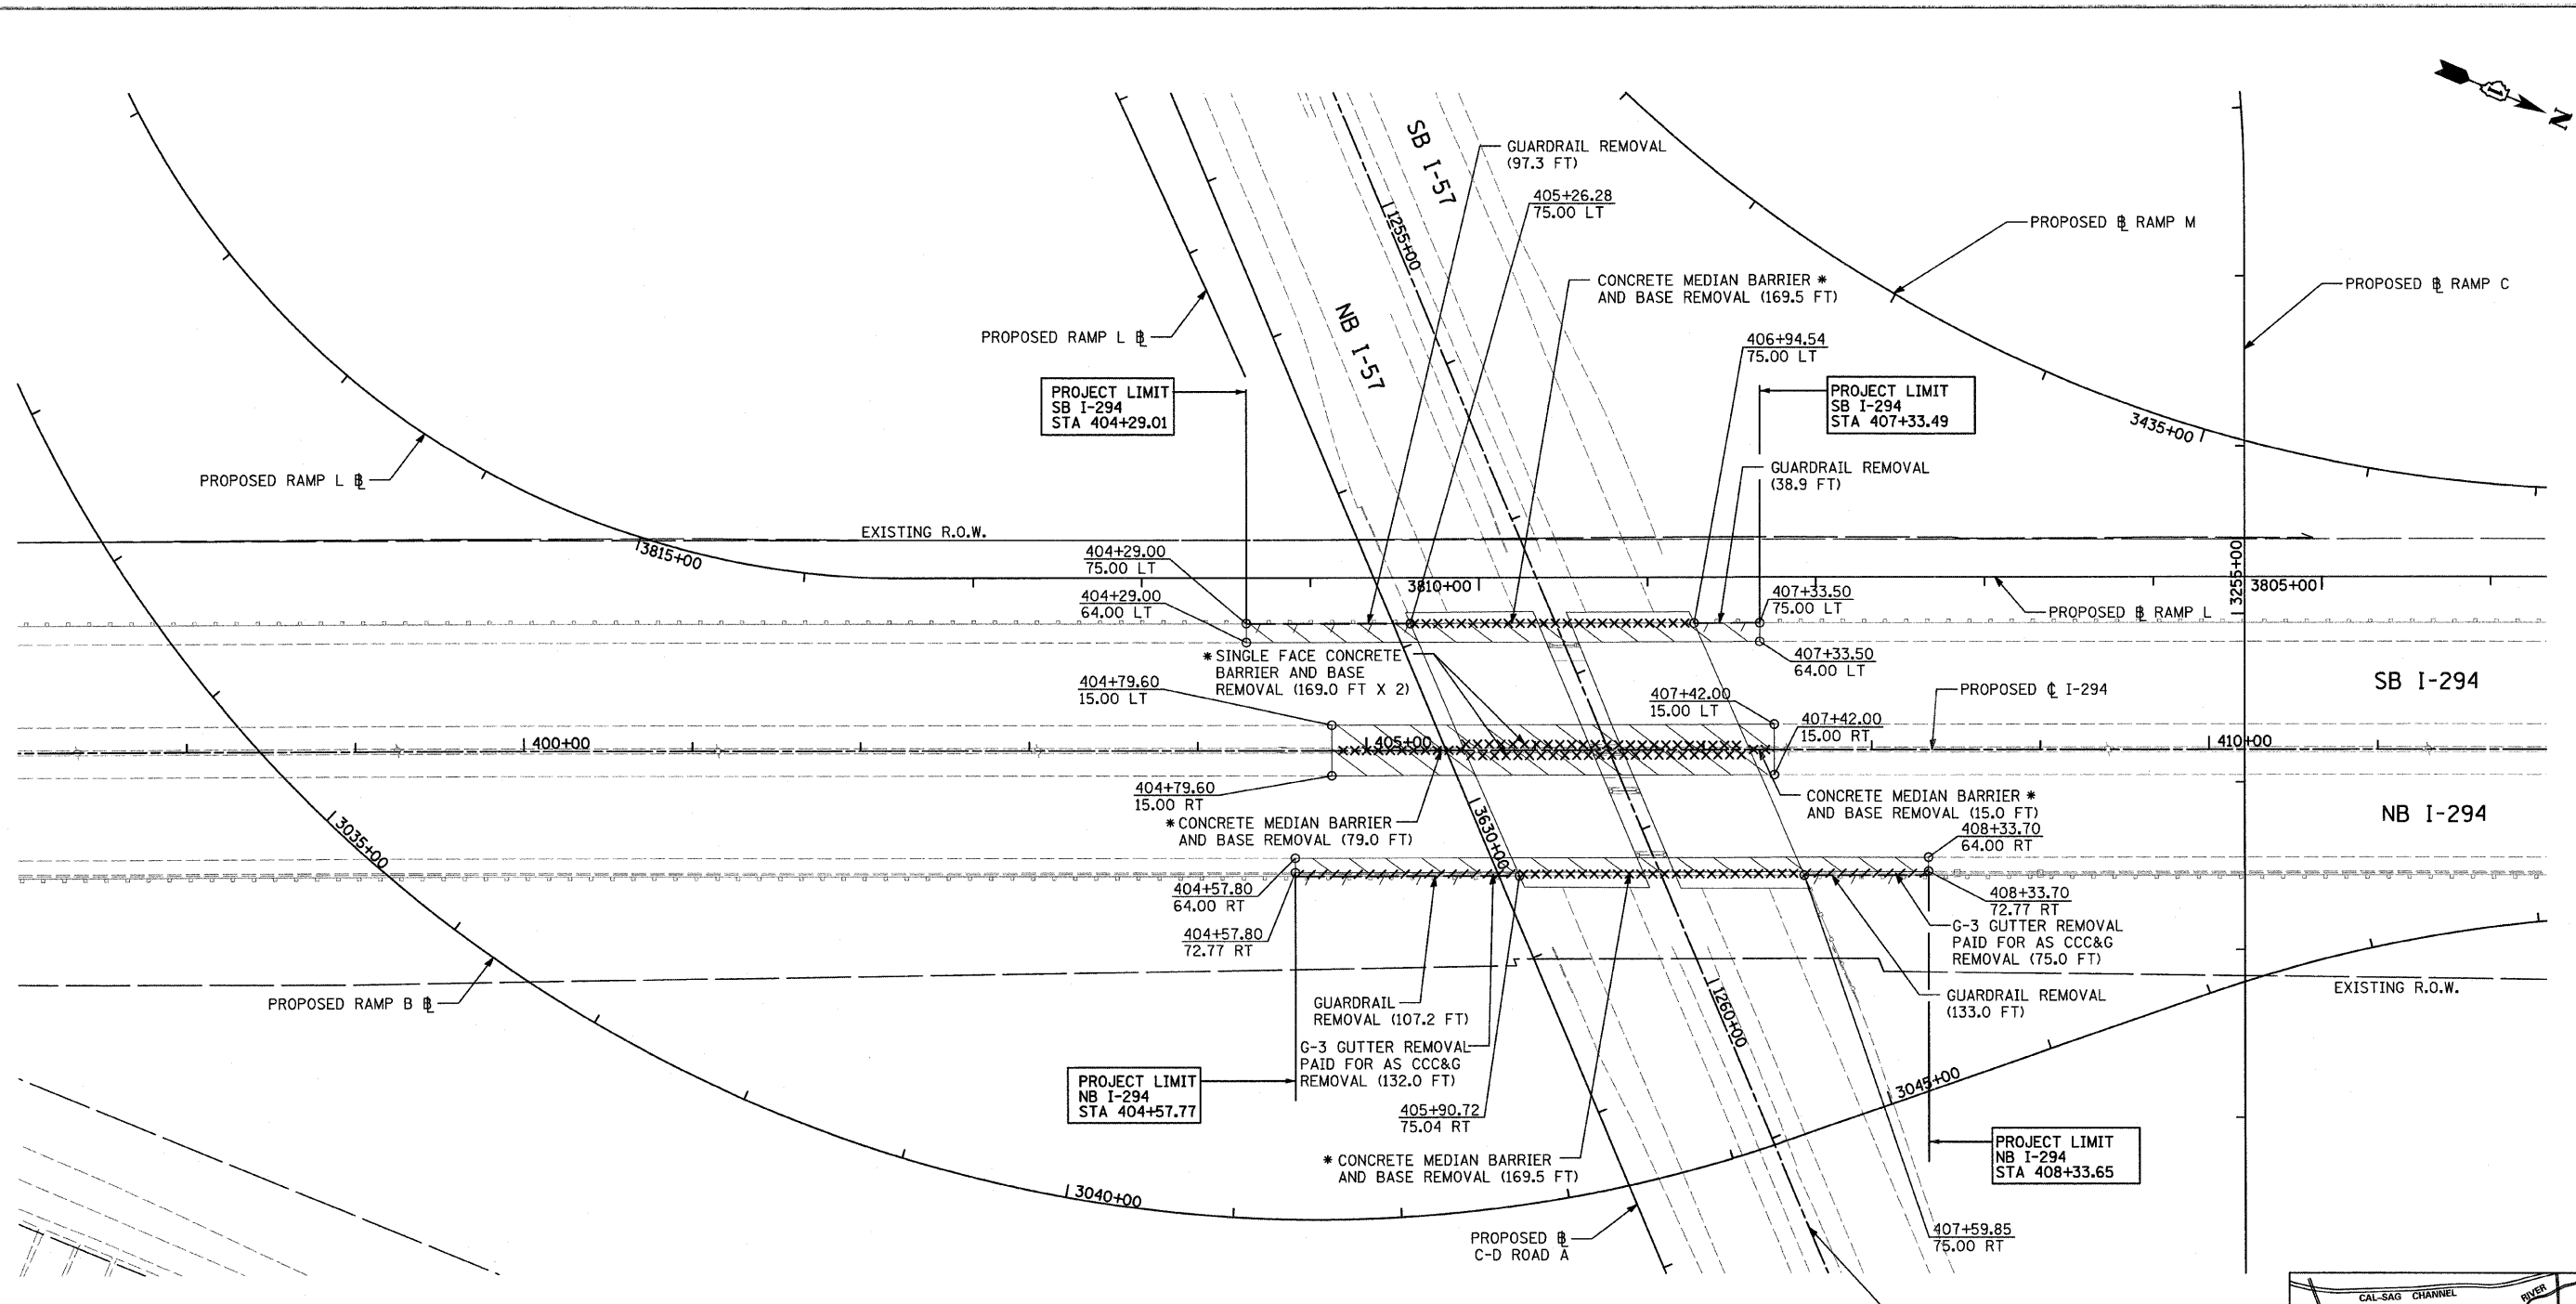 N
SB I-57
1255+00
NB I-57
GUARDRAIL REMOVAL
(97.3 FT)
405+26.28
75.00 LT
CONCRETE MEDIAN BARRIER *
AND BASE REMOVAL (169.5 FT)
406+94.54
75.00 LT
PROPOSED ℄ RAMP M
PROPOSED ℄ RAMP C
PROPOSED RAMP L ℄
PROJECT LIMIT
SB I-294
STA 404+29.01
PROJECT LIMIT
SB I-294
STA 407+33.49
3435+00
GUARDRAIL REMOVAL
(38.9 FT)
PROPOSED RAMP L ℄
EXISTING R.O.W.
3815+00
404+29.00
75.00 LT
404+29.00
64.00 LT
3810+00
407+33.50
75.00 LT
3255+00
3805+00
PROPOSED ℄ RAMP L
407+33.50
64.00 LT
* SINGLE FACE CONCRETE
BARRIER AND BASE
REMOVAL (169.0 FT X 2)
404+79.60
15.00 LT
407+42.00
15.00 LT
PROPOSED ℄ I-294
SB I-294
407+42.00
15.00 RT
400+00
405+00
410+00
404+79.60
15.00 RT
* CONCRETE MEDIAN BARRIER
AND BASE REMOVAL (79.0 FT)
CONCRETE MEDIAN BARRIER *
AND BASE REMOVAL (15.0 FT)
NB I-294
408+33.70
64.00 RT
3035+00
3630+00
404+57.80
64.00 RT
404+57.80
72.77 RT
408+33.70
72.77 RT
G-3 GUTTER REMOVAL
PAID FOR AS CCC&G
REMOVAL (75.0 FT)
EXISTING R.O.W.
PROPOSED RAMP B ℄
GUARDRAIL
REMOVAL (107.2 FT)
GUARDRAIL REMOVAL
(133.0 FT)
1260+00
G-3 GUTTER REMOVAL
PAID FOR AS CCC&G
REMOVAL (132.0 FT)
3045+00
PROJECT LIMIT
NB I-294
STA 404+57.77
405+90.72
75.04 RT
PROJECT LIMIT
NB I-294
STA 408+33.65
* CONCRETE MEDIAN BARRIER
AND BASE REMOVAL (169.5 FT)
3040+00
407+59.85
75.00 RT
PROPOSED ℄
C-D ROAD A
CAL-SAG CHANNEL
RIVER